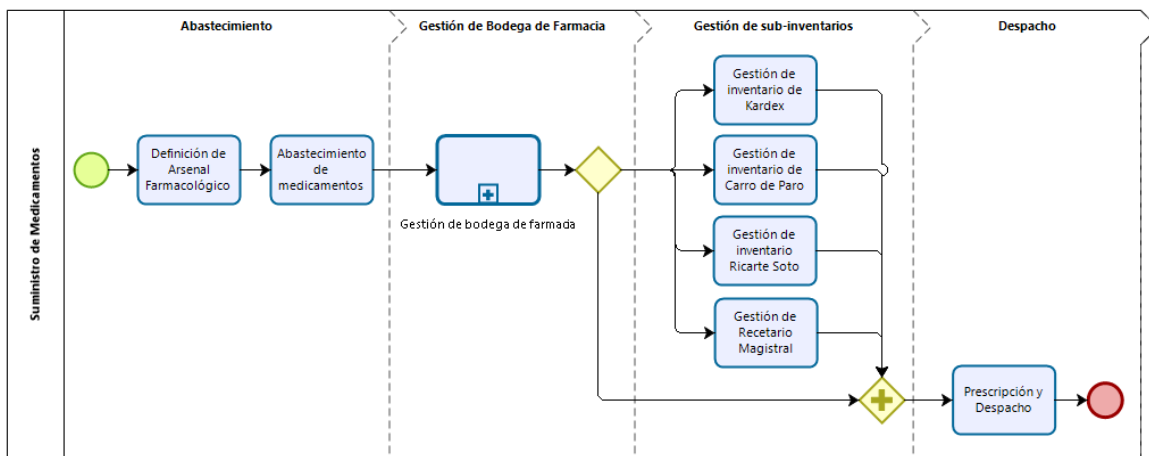 Suministro de Medicamentos
Abastecimiento
Gestión de Bodega de Farmacia
Gestión de sub-inventarios
Despacho
Definición de
Arsenal
Farmacológico
Abastecimiento
de
medicamentos
Gestión de bodega de farmada
Gestión de
inventario de
Kardex
Gestión de
inventario de
Carro de Paro
Gestión de
inventario
Ricarte Soto
Gestión de
Recetario
Magistral
Prescripción y
Despacho